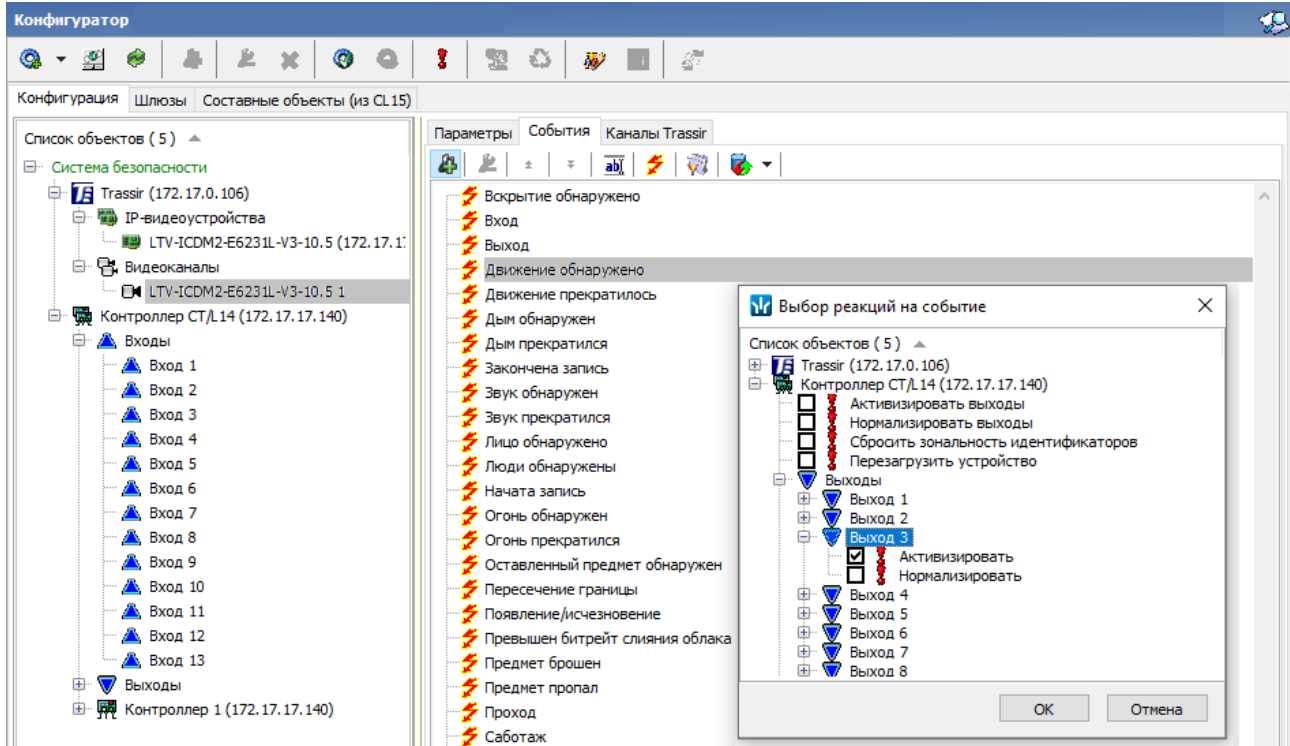 Конфигуратор
Конфигурация Шлюзы Составные объекты (из CL15)
Список объектов ( 5 )
Система безопасности
Trassir (172.17.0.106)
IP-видеоустройства
LTV-ICDM2-E6231L-V3-10.5 (172.17.1
Видеоканалы
LTV-ICDM2-E6231L-V3-10.5 1
Контроллер CT/L14 (172.17.17.140)
Входы
Вход 1
Вход 2
Вход 3
Вход 4
Вход 5
Вход 6
Вход 7
Вход 8
Вход 9
Вход 10
Вход 11
Вход 12
Вход 13
Выходы
Контроллер 1 (172.17.17.140)
Параметры События Каналы Trassir
ab
Вскрытие обнаружено
Вход
Выход
Движение обнаружено
Движение прекратилось
Дым обнаружен
Дым прекратился
Закончена запись
Звук обнаружен
Звук прекратился
Лицо обнаружено
Люди обнаружены
Начата запись
Огонь обнаружен
Огонь прекратился
Оставленный предмет обнаружен
Пересечение границы
Появление/исчезновение
Превышен битрейт слияния облака
Предмет брошен
Предмет пропал
Проход
Саботаж
Выбор реакций на событие
Список объектов ( 5 )
Trassir (172.17.0.106)
Контроллер CT/L14 (172.17.17.140)
Активизировать выходы
Нормализировать выходы
Сбросить зональность идентификаторов
Перезагрузить устройство
Выходы
Выход 1
Выход 2
Выход 3
Активизировать
Нормализировать
Выход 4
Выход 5
Выход 6
Выход 7
Выход 8
OK Отмена